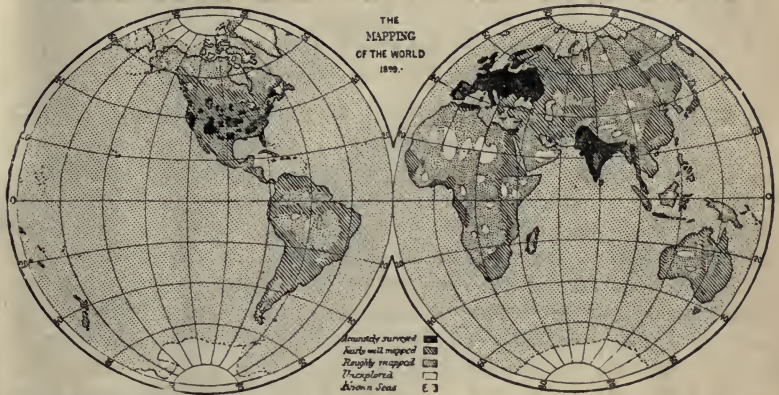 THE
MAPPING
OF THE WORLD
1899.
Accurately surveyed
Fairly well mapped
Roughly mapped
Unexplored
Known Seas